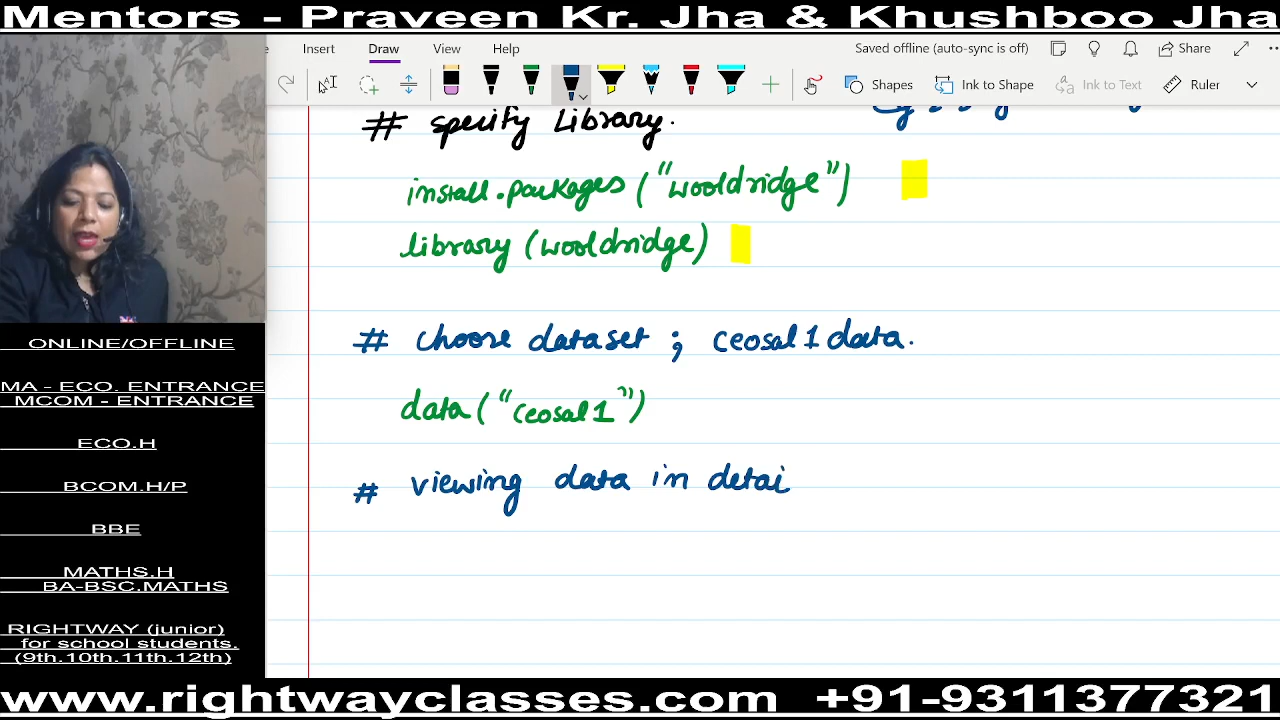 Mentors - Praveen Kr. Jha & Khushboo Jha
Insert Draw View Help Saved offline (auto-sync is off) Share
Shapes Ink to Shape Ink to Text Ruler
# specify Library.
install.packages ("wooldridge")
library (wooldridge)
# choose dataset ; ceosal1 data.
data ("ceosal1")
# viewing data in detai
ONLINE/OFFLINE
MA - ECO. ENTRANCE
MCOM - ENTRANCE
ECO.H
BCOM.H/P
BBE
MATHS.H
BA-BSC.MATHS
RIGHTWAY (junior)
for school students.
(9th.10th.11th.12th)
www.rightwayclasses.com +91-9311377321